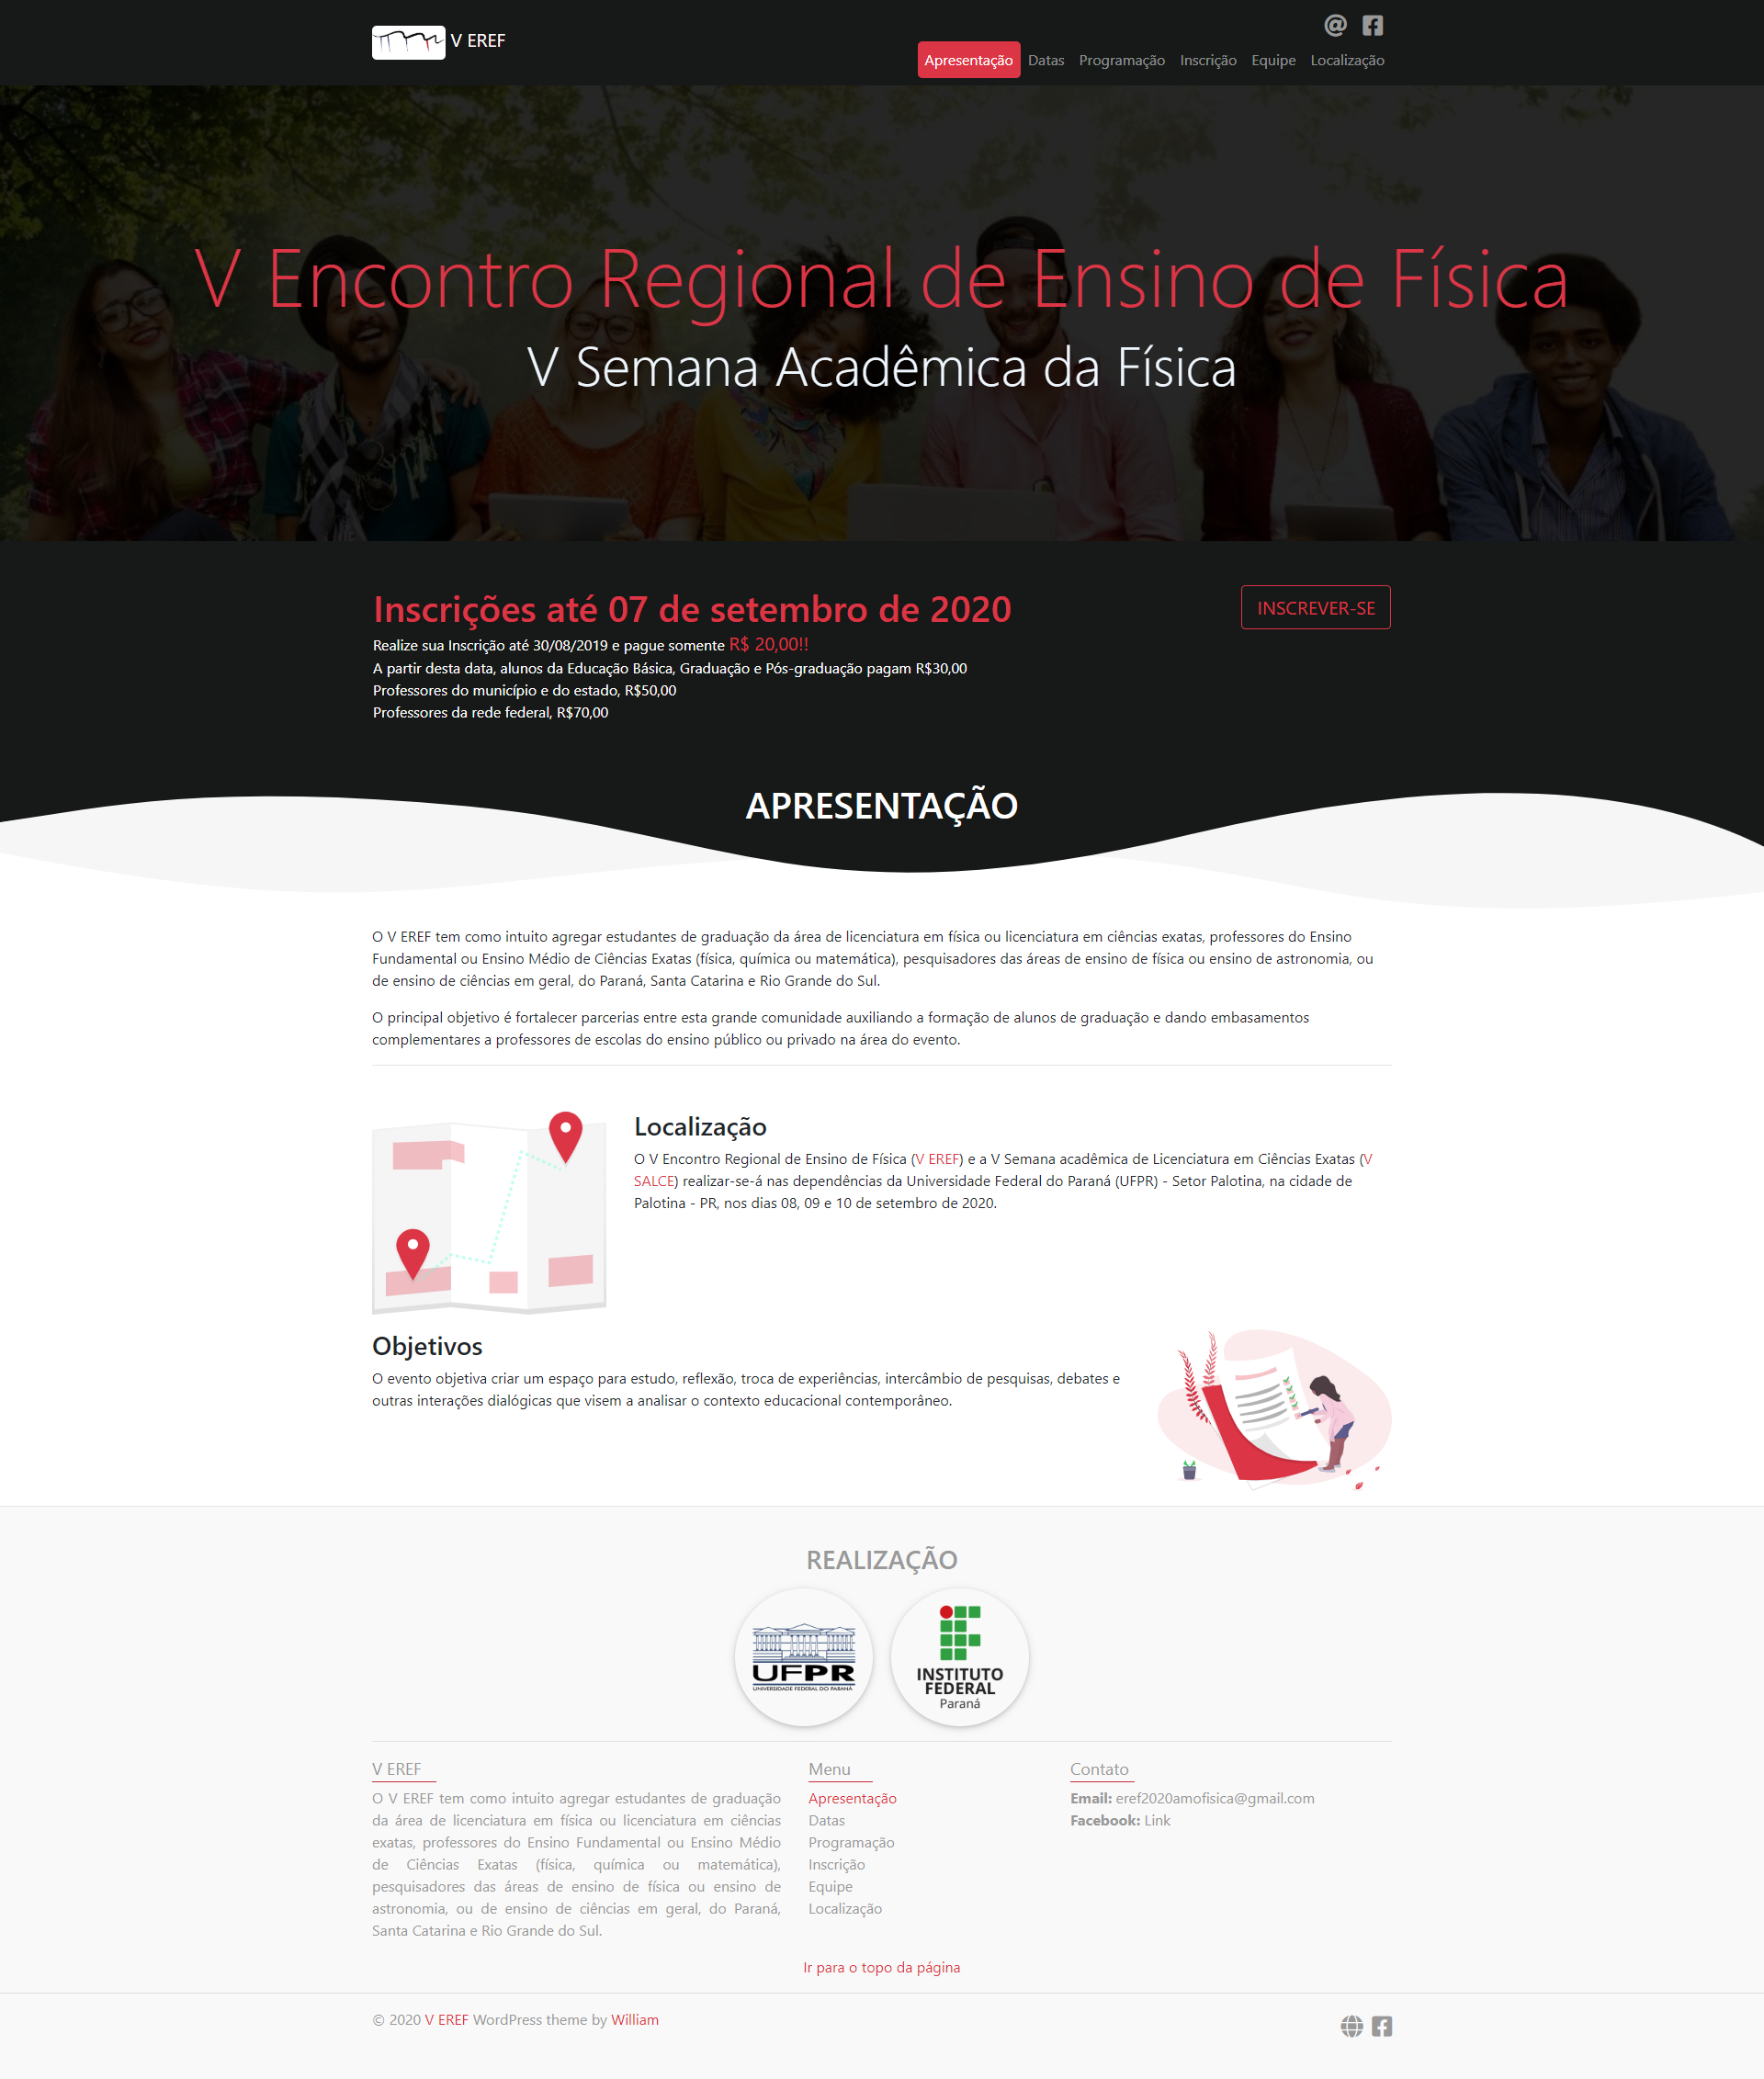 V EREF
Apresentação Datas Programação Inscrição Equipe Localização
V Encontro Regional de Ensino de Física
V Semana Acadêmica da Física
Inscrições até 07 de setembro de 2020
INSCREVER-SE
Realize sua Inscrição até 30/08/2019 e pague somente R$ 20,00!!
A partir desta data, alunos da Educação Básica, Graduação e Pós-graduação pagam R$30,00
Professores do município e do estado, R$50,00
Professores da rede federal, R$70,00
APRESENTAÇÃO
O V EREF tem como intuito agregar estudantes de graduação da área de licenciatura em física ou licenciatura em ciências exatas, professores do Ensino
Fundamental ou Ensino Médio de Ciências Exatas (física, química ou matemática), pesquisadores das áreas de ensino de física ou ensino de astronomia, ou
de ensino de ciências em geral, do Paraná, Santa Catarina e Rio Grande do Sul.
O principal objetivo é fortalecer parcerias entre esta grande comunidade auxiliando a formação de alunos de graduação e dando embasamentos
complementares a professores de escolas do ensino público ou privado na área do evento.
Localização
O V Encontro Regional de Ensino de Física (V EREF) e a V Semana acadêmica de Licenciatura em Ciências Exatas (V
SALCE) realizar-se-á nas dependências da Universidade Federal do Paraná (UFPR) - Setor Palotina, na cidade de
Palotina - PR, nos dias 08, 09 e 10 de setembro de 2020.
Objetivos
O evento objetiva criar um espaço para estudo, reflexão, troca de experiências, intercâmbio de pesquisas, debates e
outras interações dialógicas que visem a analisar o contexto educacional contemporâneo.
REALIZAÇÃO
UFPR
UNIVERSIDADE FEDERAL DO PARANÁ
INSTITUTO
FEDERAL
Paraná
V EREF
O V EREF tem como intuito agregar estudantes de graduação
da área de licenciatura em física ou licenciatura em ciências
exatas, professores do Ensino Fundamental ou Ensino Médio
de Ciências Exatas (física, química ou matemática),
pesquisadores das áreas de ensino de física ou ensino de
astronomia, ou de ensino de ciências em geral, do Paraná,
Santa Catarina e Rio Grande do Sul.
Menu
Apresentação
Datas
Programação
Inscrição
Equipe
Localização
Contato
Email: eref2020amofisica@gmail.com
Facebook: Link
Ir para o topo da página
© 2020 V EREF WordPress theme by William